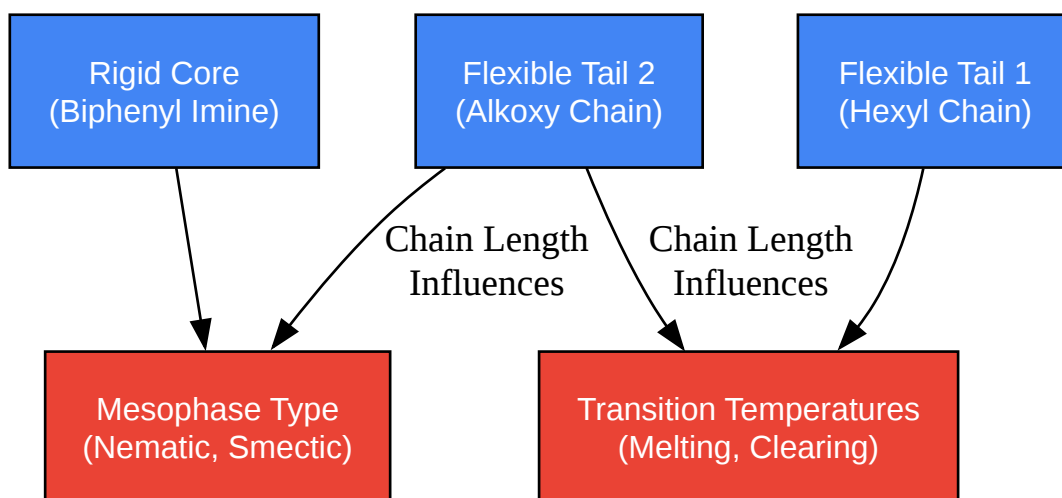 Rigid Core
(Biphenyl Imine)
Flexible Tail 2
(Alkoxy Chain)
Flexible Tail 1
(Hexyl Chain)
Chain Length
Influences
Chain Length
Influences
Mesophase Type
(Nematic, Smectic)
Transition Temperatures
(Melting, Clearing)